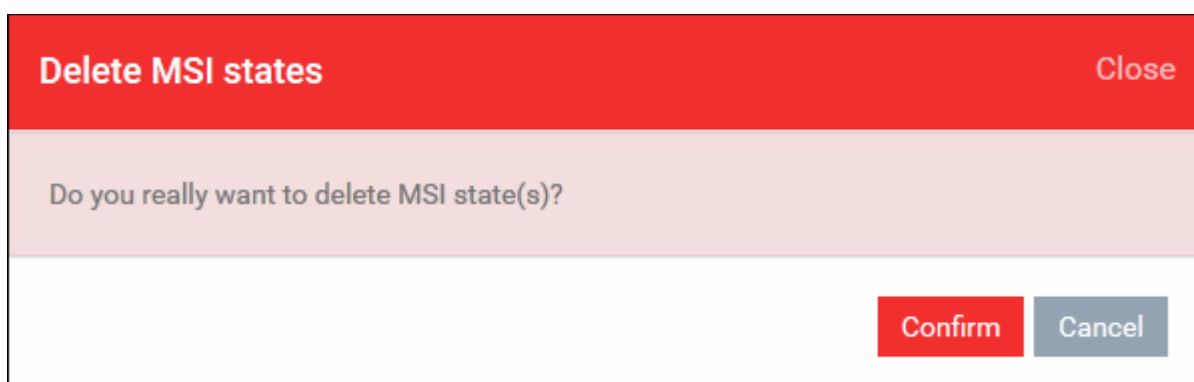 Delete MSI states
Close
Do you really want to delete MSI state(s)?
Confirm
Cancel